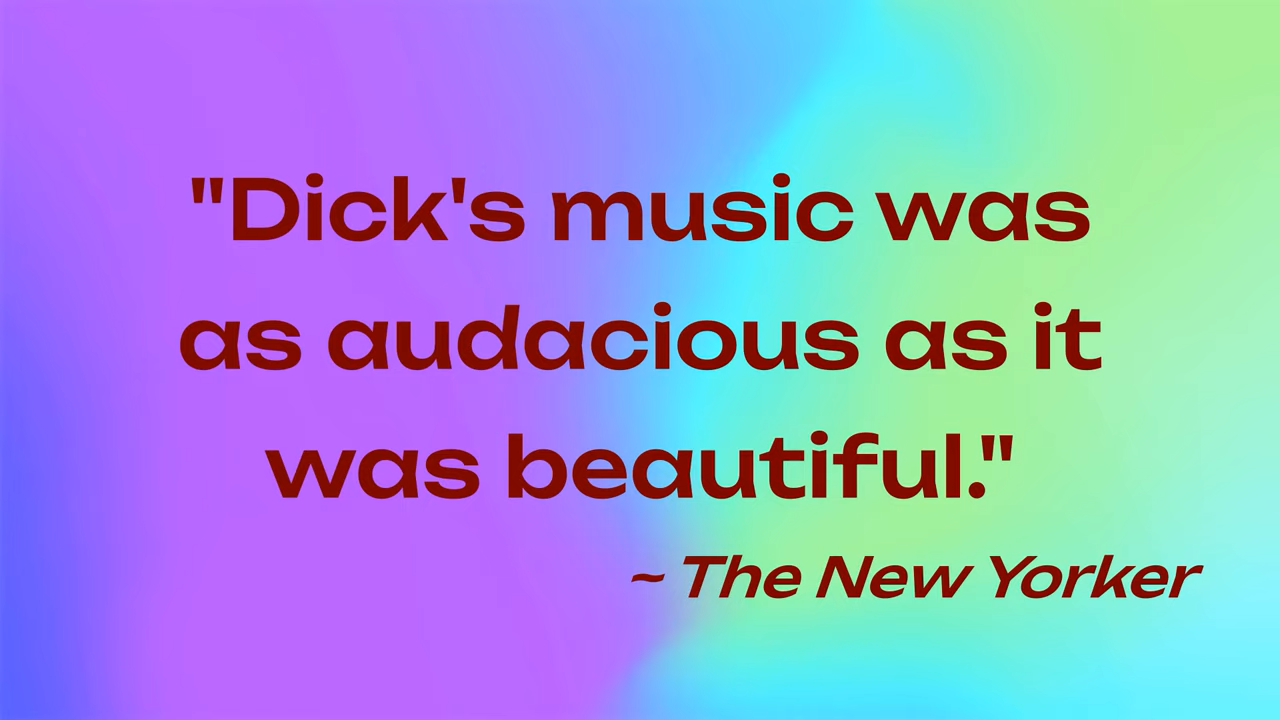 "Dick's music was
as audacious as it
was beautiful."
~ The New Yorker